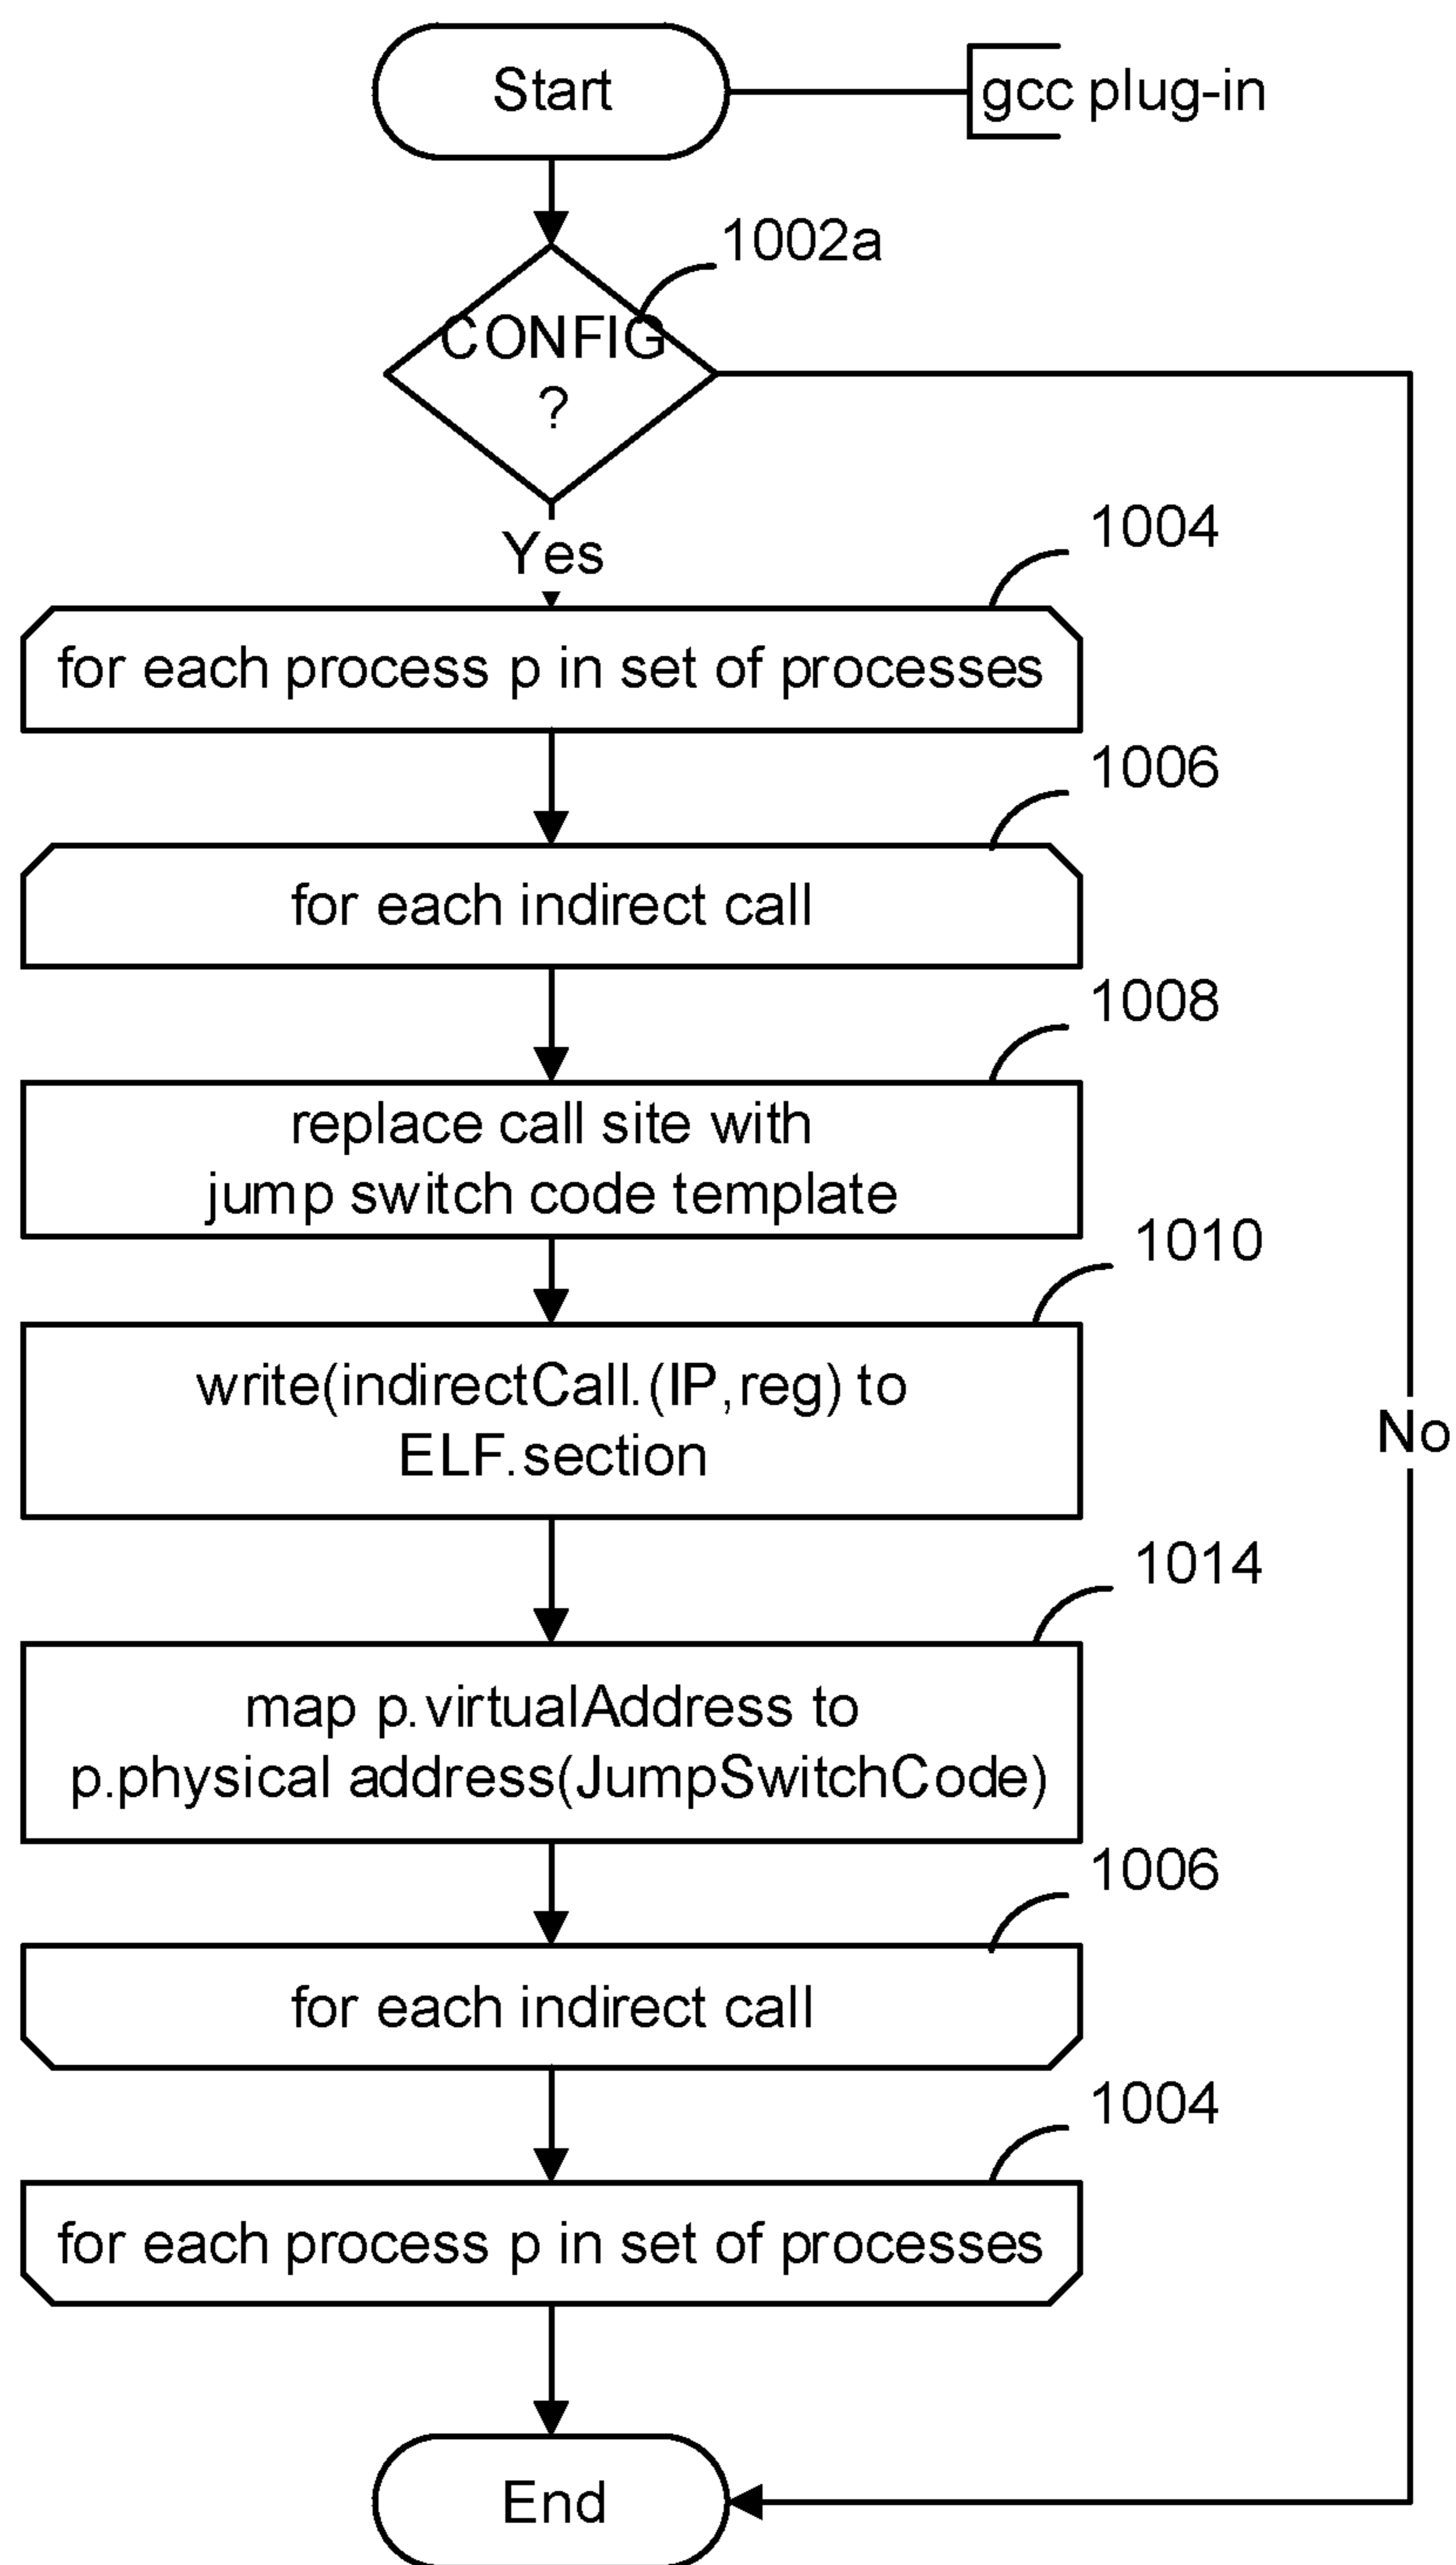 Start
gcc plug-in
1002a
CONFIG
?
Yes
1004
for each process p in set of processes
1006
for each indirect call
1008
replace call site with
jump switch code template
1010
write(indirectCall.(IP,reg) to
ELF.section
No
1014
map p.virtualAddress to
p.physical address(JumpSwitchCode)
1006
for each indirect call
1004
for each process p in set of processes
End